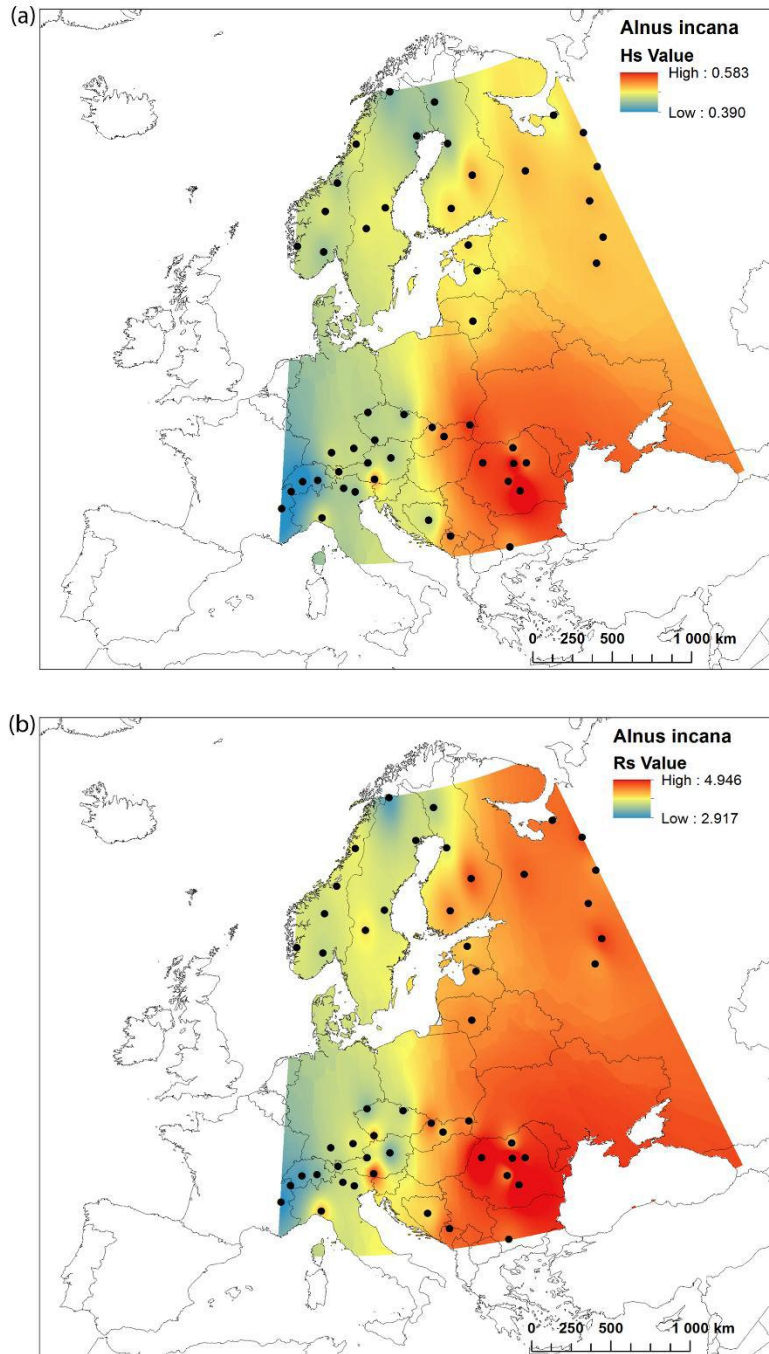 (a)
Alnus incana
Hs Value
High : 0.583
Low : 0.390
0 250 500 1 000 km
(b)
Alnus incana
Rs Value
High : 4.946
Low : 2.917
0 250 500 1 000 km